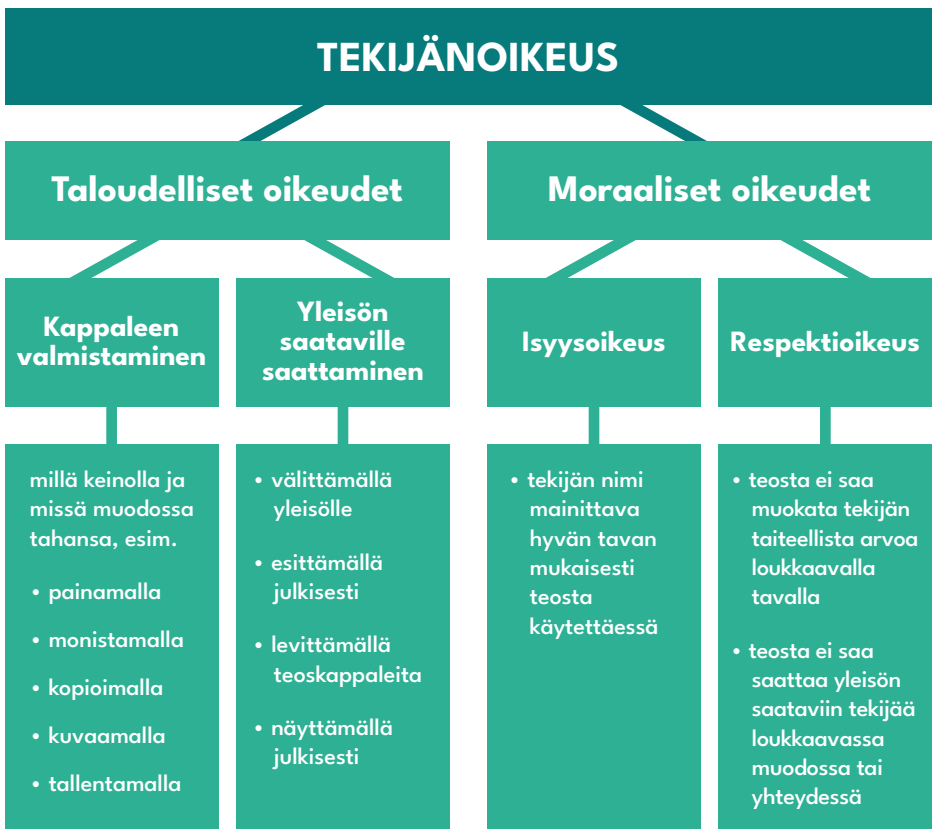 TEKIJÄNOIKEUS
Taloudelliset oikeudet
Moraaliset oikeudet
Kappaleen
valmistaminen
Yleisön
saataville
saattaminen
Isyysoikeus
Respektioikeus
millä keinolla ja
missä muodossa
tahansa, esim.
• painamalla
• monistamalla
• kopioimalla
• kuvaamalla
• tallentamalla
• välittämällä
yleisölle
• esittämällä
julkisesti
• levittämällä
teoskappaleita
• näyttämällä
julkisesti
• tekijän nimi
mainittava
hyvän tavan
mukaisesti
teosta
käytettäessä
• teosta ei saa
muokata tekijän
taiteellista arvoa
loukkaavalla
tavalla
• teosta ei saa
saattaa yleisön
saataviin tekijää
loukkaavassa
muodossa tai
yhteydessä